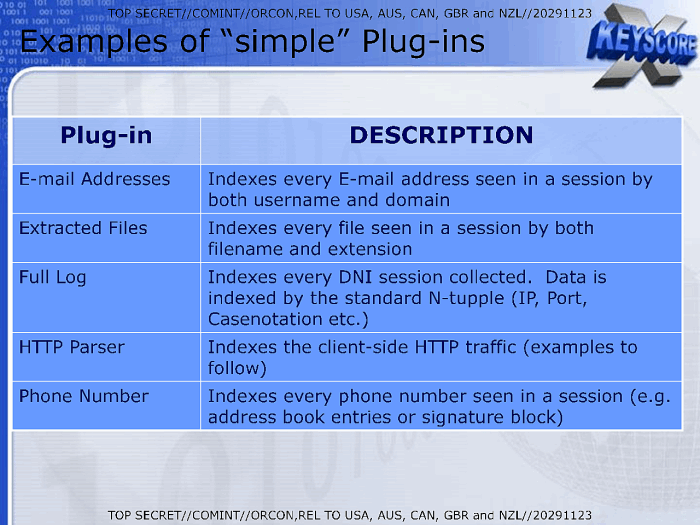 TOP SECRET//COMINT//ORCON,REL TO USA, AUS, CAN, GBR and NZL//20291123
Examples of “simple” Plug-ins
X KEYSCORE
Plug-in DESCRIPTION
E-mail Addresses Indexes every E-mail address seen in a session by
both username and domain
Extracted Files Indexes every file seen in a session by both
filename and extension
Full Log Indexes every DNI session collected. Data is
indexed by the standard N-tupple (IP, Port,
Casenotation etc.)
HTTP Parser Indexes the client-side HTTP traffic (examples to
follow)
Phone Number Indexes every phone number seen in a session (e.g.
address book entries or signature block)
TOP SECRET//COMINT//ORCON,REL TO USA, AUS, CAN, GBR and NZL//20291123